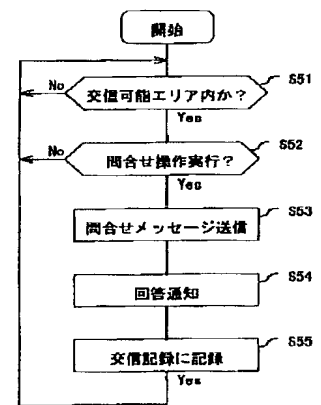 開始
S51
No
交信可能エリア内か?
Yes
S52
No
問合せ操作実行?
Yes
S53
問合せメッセージ送信
S54
回答通知
S55
交信記録に記録
Yes